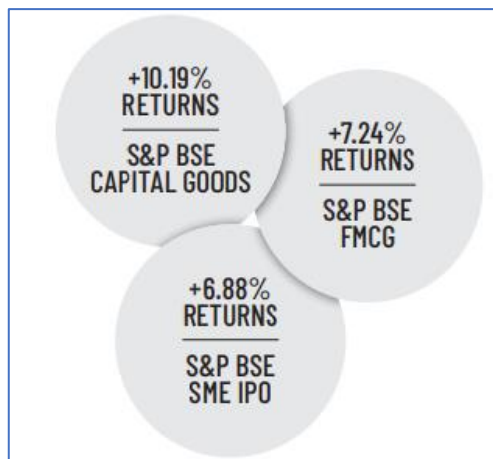 +10.19%
RETURNS
S&P BSE
CAPITAL GOODS
+7.24%
RETURNS
S&P BSE
FMCG
+6.88%
RETURNS
S&P BSE
SME IPO